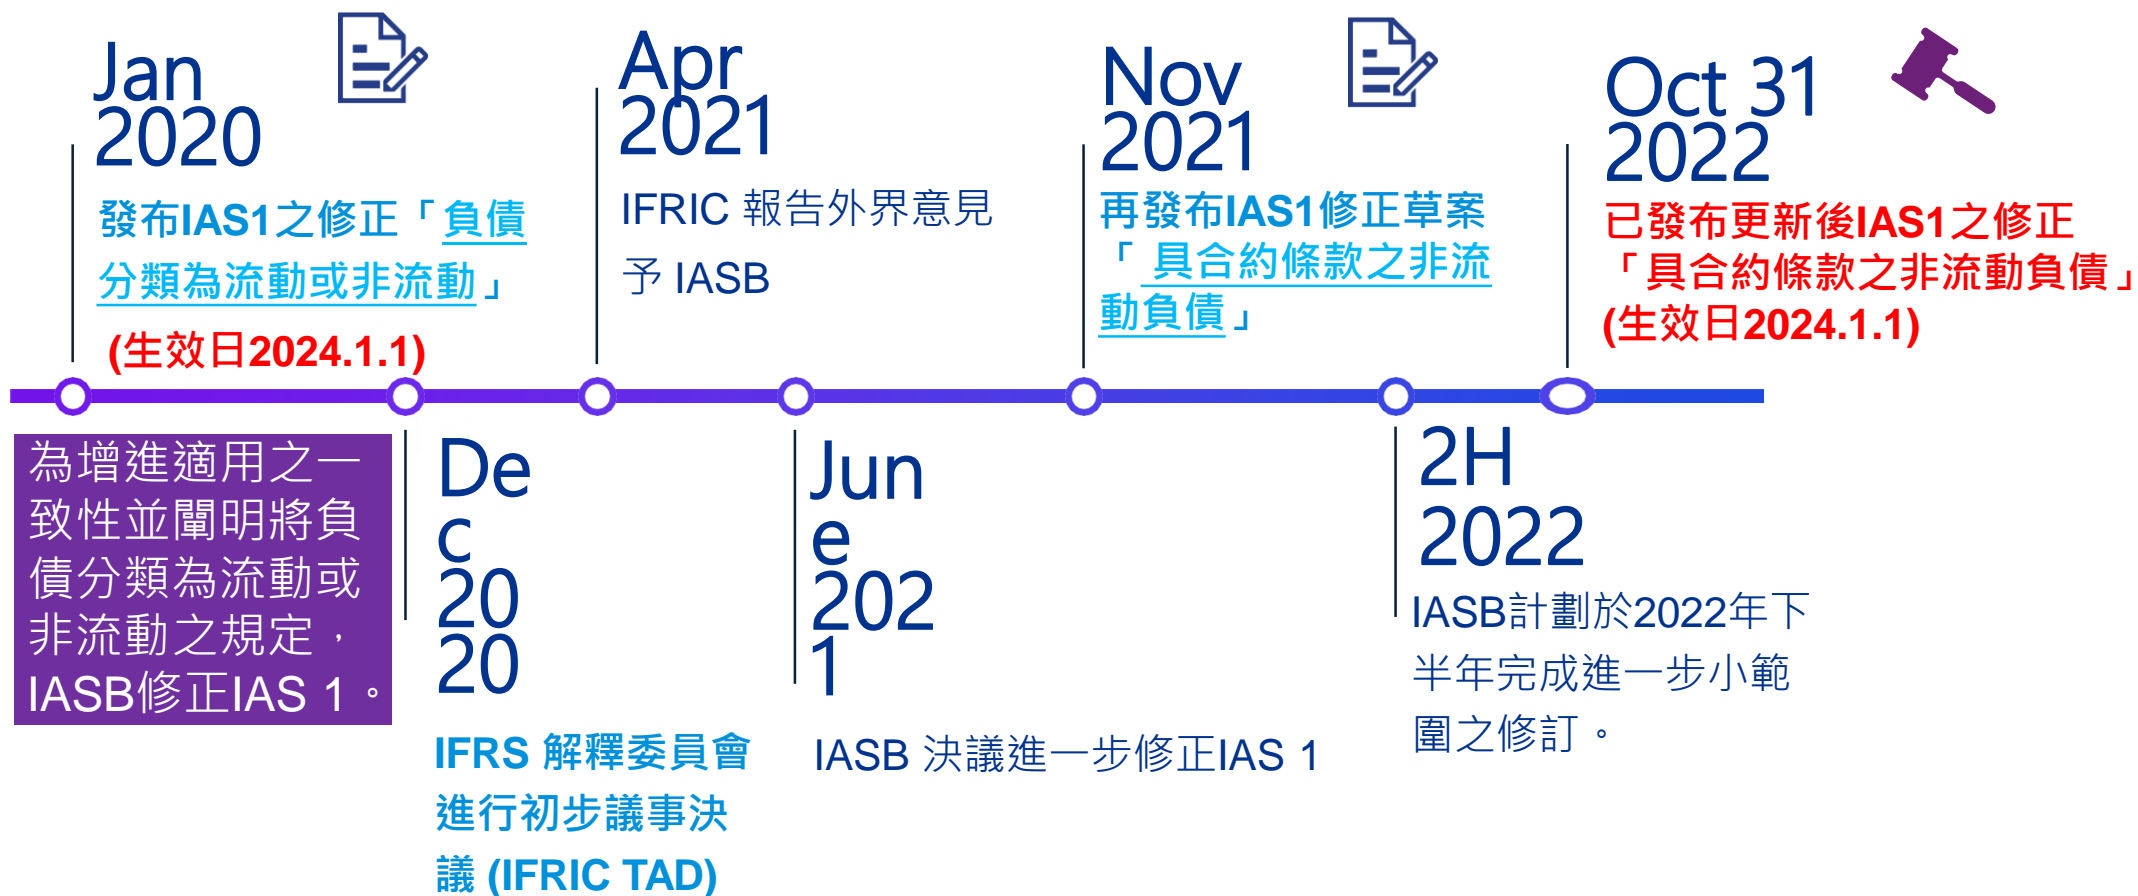 Jan
2020
發布IAS1之修正「負債
分類為流動或非流動」
(生效日2024.1.1)
為增進適用之一
致性並闡明將負
債分類為流動或
非流動之規定，
IASB修正IAS 1。
De
c
20
20
IFRS 解釋委員會
進行初步議事決
議 (IFRIC TAD)
Apr
2021
IFRIC 報告外界意見
予 IASB
Jun
e
202
1
IASB 決議進一步修正IAS 1
Nov
2021
再發布IAS1修正草案
「 具合約條款之非流
動負債」
2H
2022
IASB計劃於2022年下
半年完成進一步小範
圍之修訂。
Oct 31
2022
已發布更新後IAS1之修正
「具合約條款之非流動負債」
(生效日2024.1.1)